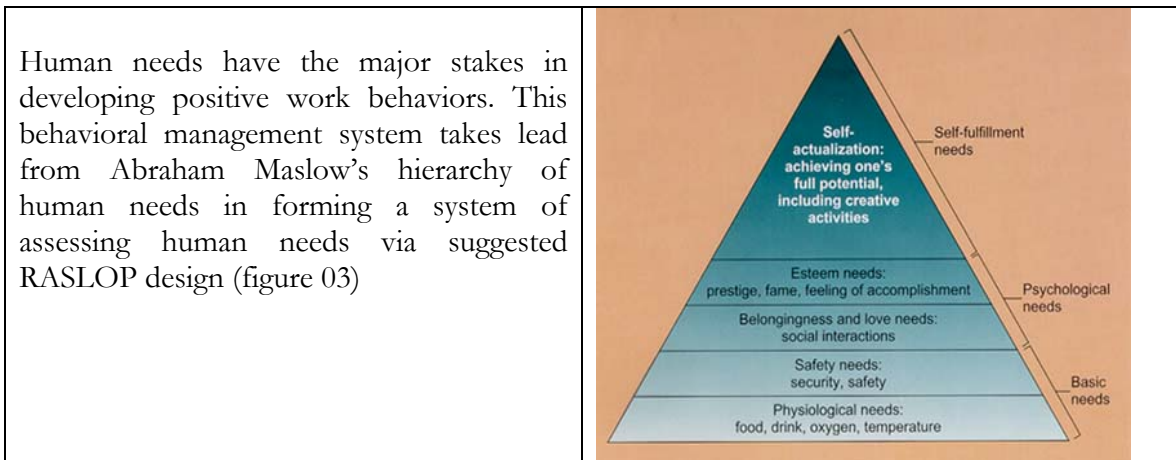 Human needs have the major stakes in
developing positive work behaviors. This
behavioral management system takes lead
from Abraham Maslow's hierarchy of
human needs in forming a system of
assessing human needs via suggested
RASLOP design (figure 03)
Self-
actualization:
achieving one's
full potential,
including creative
activities
Self-fulfillment
needs
Esteem needs:
prestige, fame, feeling of accomplishment
Psychological
needs
Belongingness and love needs:
social interactions
Safety needs:
security, safety
Basic
needs
Physiological needs:
food, drink, oxygen, temperature